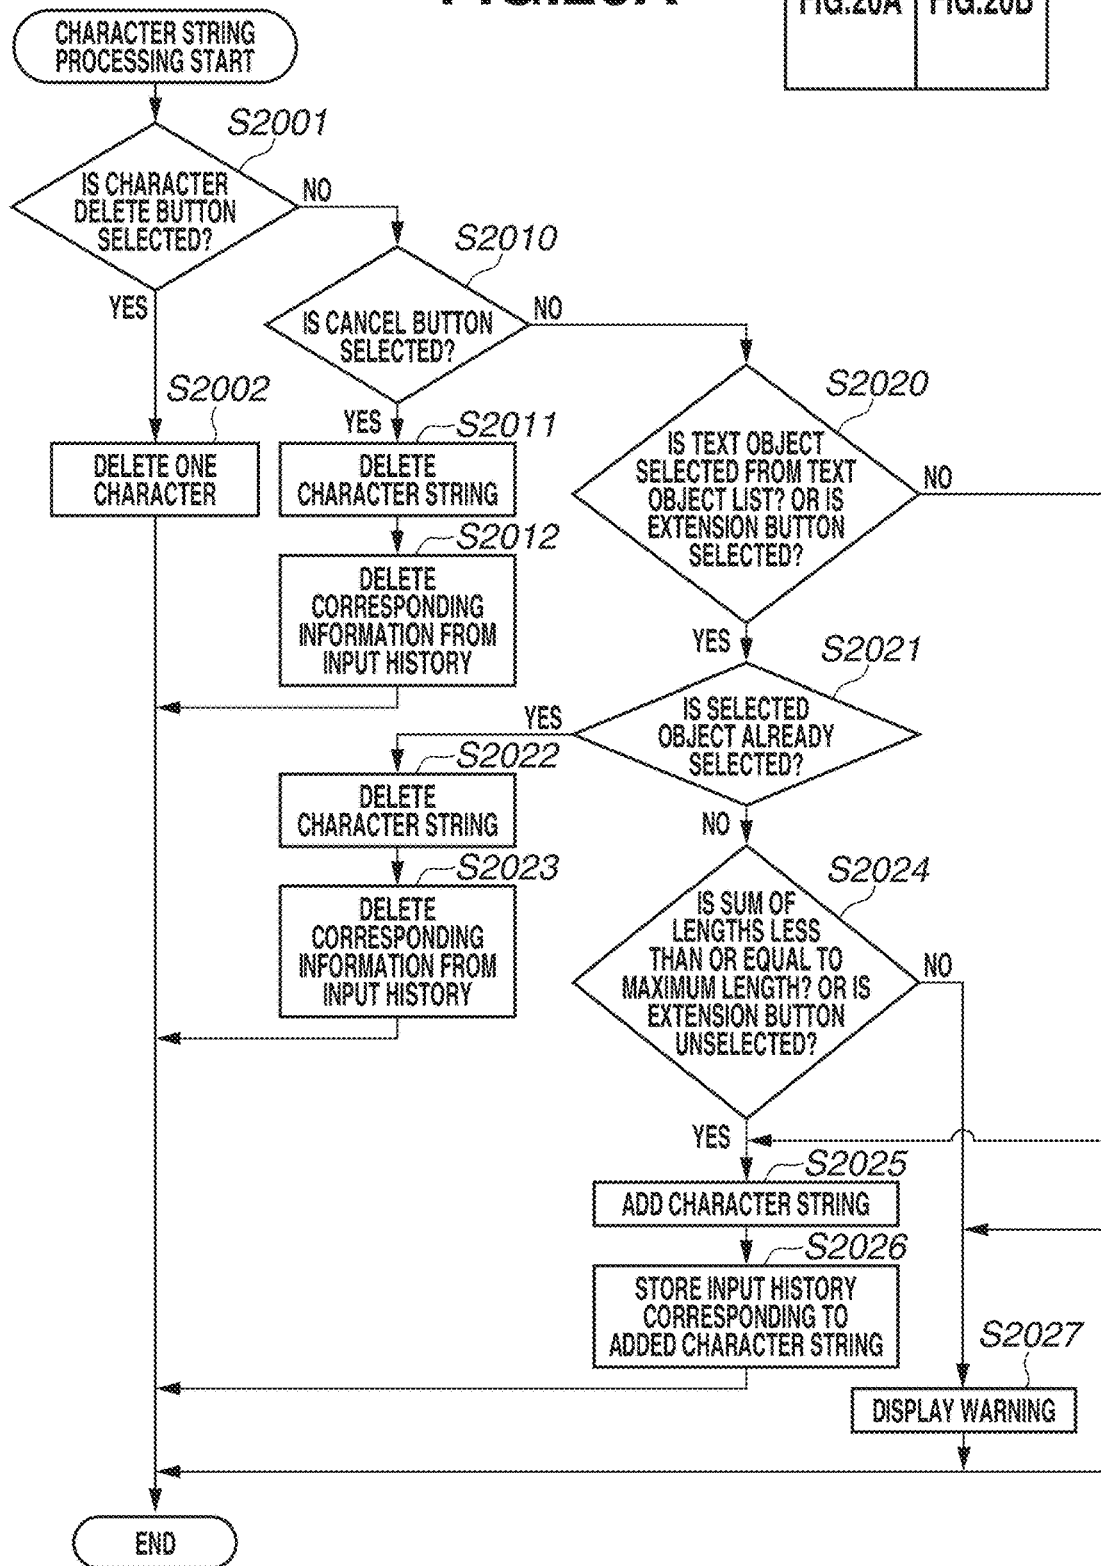 FIG.20A
FIG.20A FIG.20B
CHARACTER STRING
PROCESSING START
S2001
IS CHARACTER
DELETE BUTTON
SELECTED?
NO
YES
S2010
IS CANCEL BUTTON
SELECTED?
NO
YES
S2002
DELETE ONE
CHARACTER
S2011
DELETE
CHARACTER STRING
S2012
DELETE
CORRESPONDING
INFORMATION FROM
INPUT HISTORY
S2020
IS TEXT OBJECT
SELECTED FROM TEXT
OBJECT LIST? OR IS
EXTENSION BUTTON
SELECTED?
NO
YES
S2021
IS SELECTED
OBJECT ALREADY
SELECTED?
YES
NO
S2022
DELETE
CHARACTER STRING
S2023
DELETE
CORRESPONDING
INFORMATION FROM
INPUT HISTORY
S2024
IS SUM OF
LENGTHS LESS
THAN OR EQUAL TO
MAXIMUM LENGTH? OR IS
EXTENSION BUTTON
UNSELECTED?
NO
YES
S2025
ADD CHARACTER STRING
S2026
STORE INPUT HISTORY
CORRESPONDING TO
ADDED CHARACTER STRING
S2027
DISPLAY WARNING
END